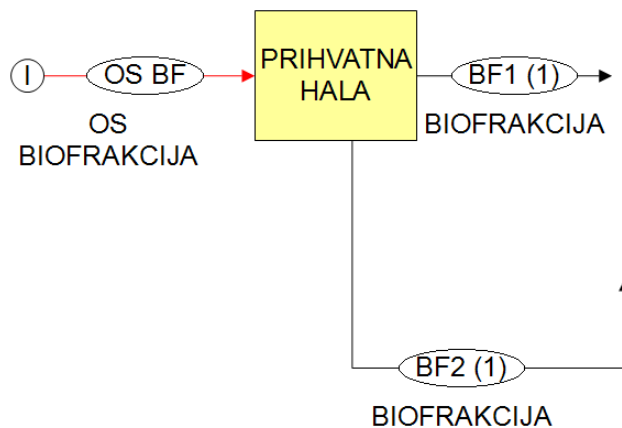 I
OS BF
PRIHVATNA
HALA
BF1 (1)
OS
BIOFRAKCIJA
BIOFRAKCIJA
BF2 (1)
BIOFRAKCIJA